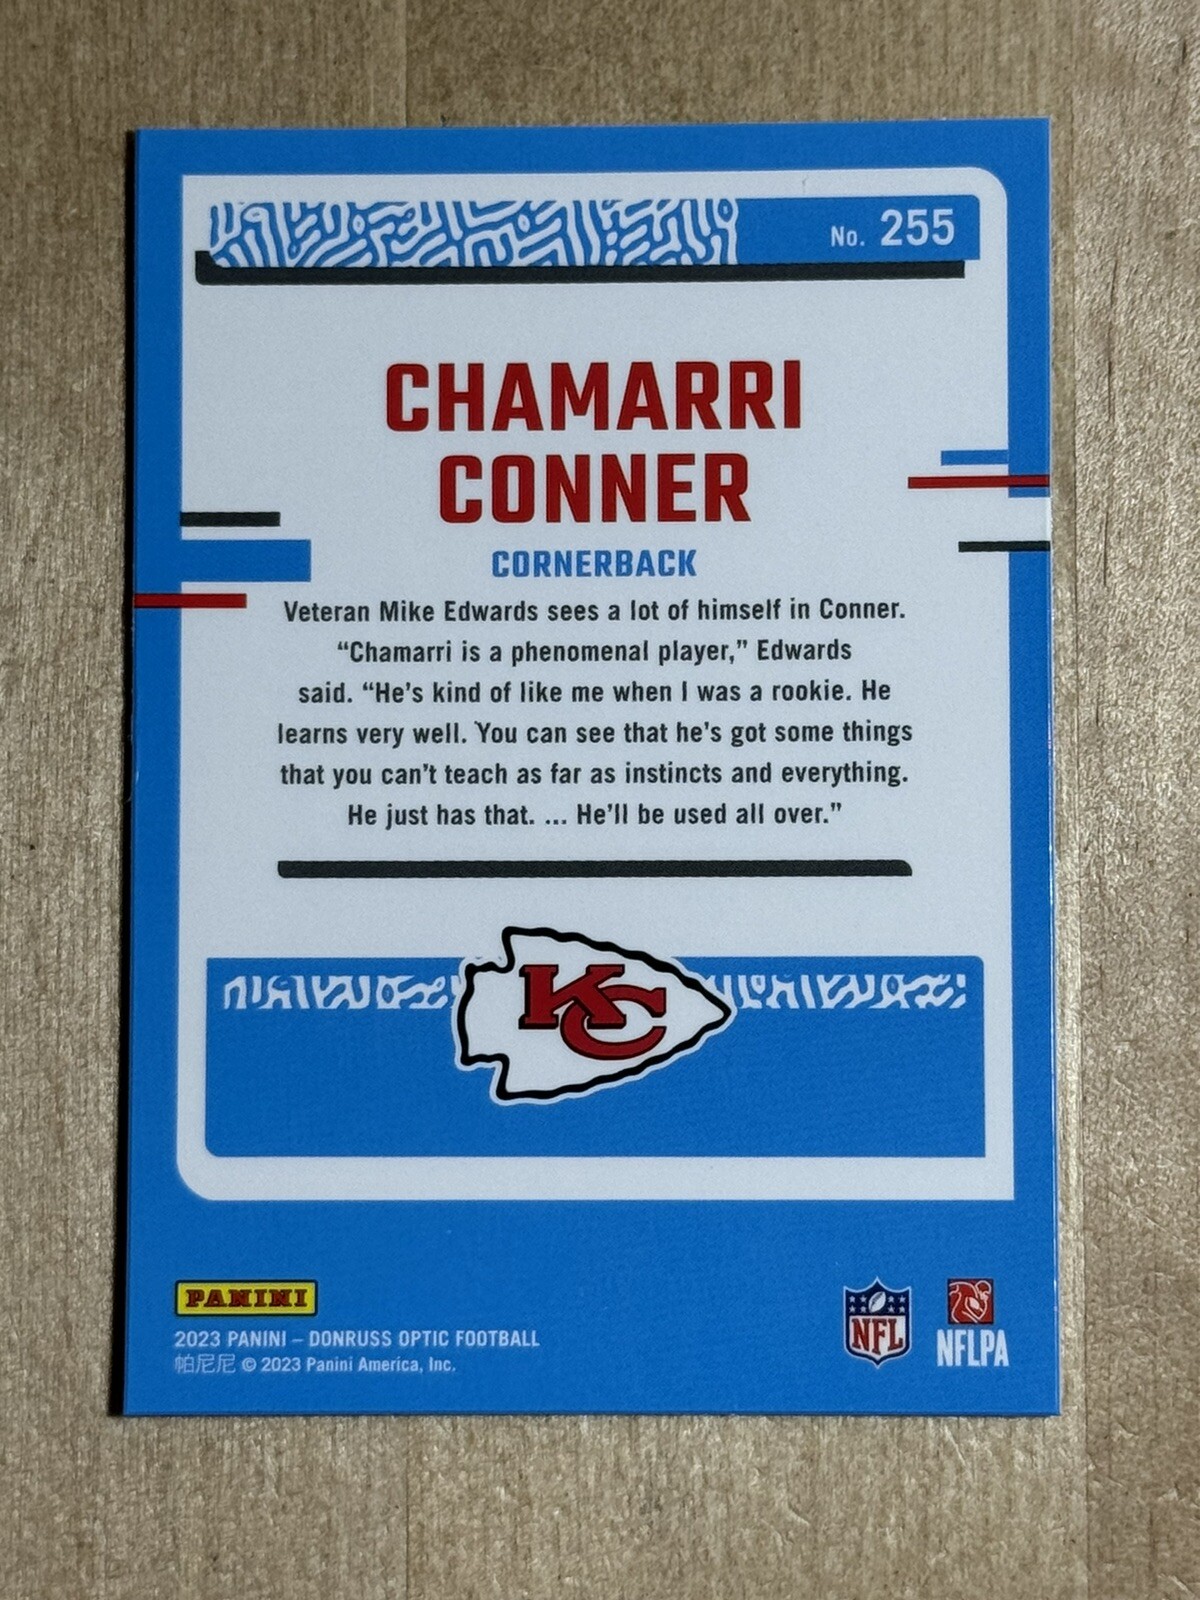 No. 255
CHAMARRI
CONNER
CORNERBACK
Veteran Mike Edwards sees a lot of himself in Conner.
“Chamarri is a phenomenal player,” Edwards
said. “He’s kind of like me when I was a rookie. He
learns very well. You can see that he’s got some things
that you can’t teach as far as instincts and everything.
He just has that. ... He’ll be used all over.”
KC
PANINI
2023 PANINI – DONRUSS OPTIC FOOTBALL
帕尼尼 © 2023 Panini America, Inc.
NFL
NFLPA